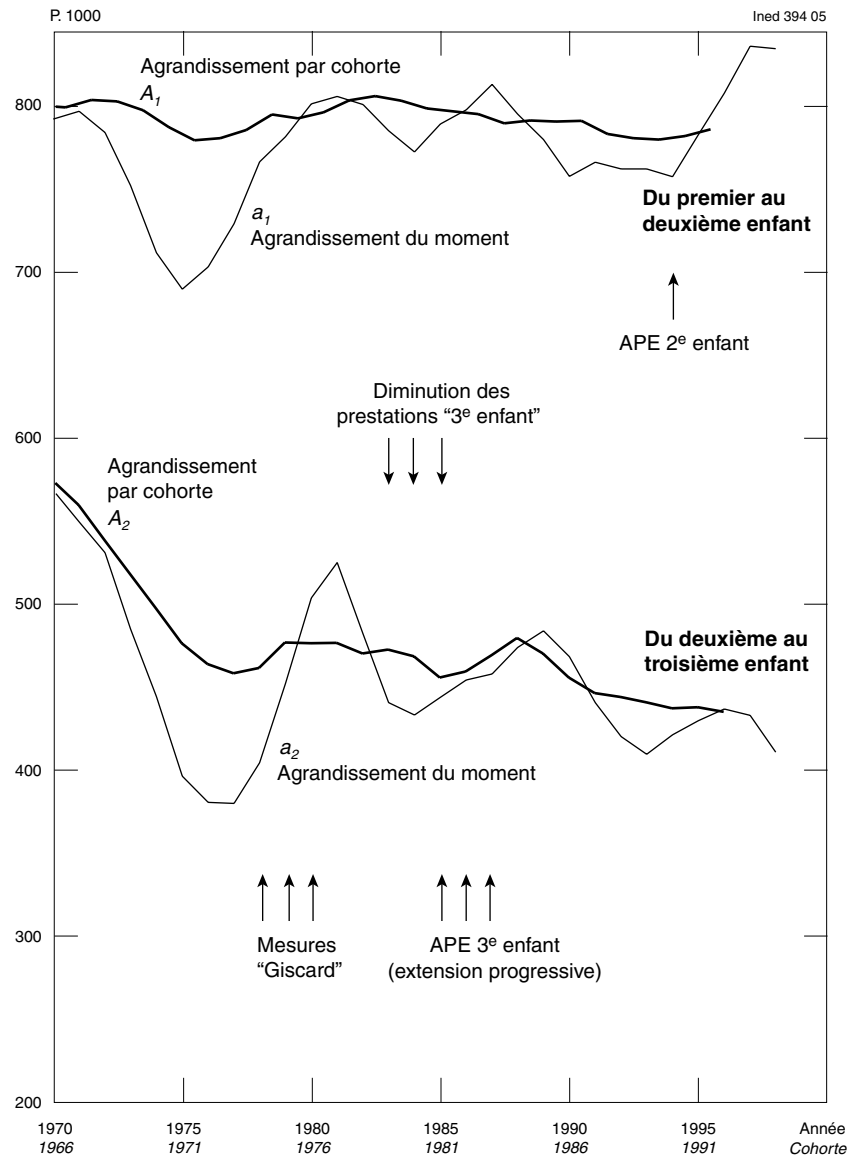 P. 1000
Ined 394 05
Agrandissement par cohorte
A1
800
a1
Agrandissement du moment
Du premier au
deuxième enfant
700
APE 2e enfant
Diminution des
prestations “3e enfant”
600
Agrandissement
par cohorte
A2
500
Du deuxième au
troisième enfant
a2
Agrandissement du moment
400
300
Mesures
“Giscard”
APE 3e enfant
(extension progressive)
200
1970 1975 1980 1985 1990 1995 Année
1966 1971 1976 1981 1986 1991 Cohorte